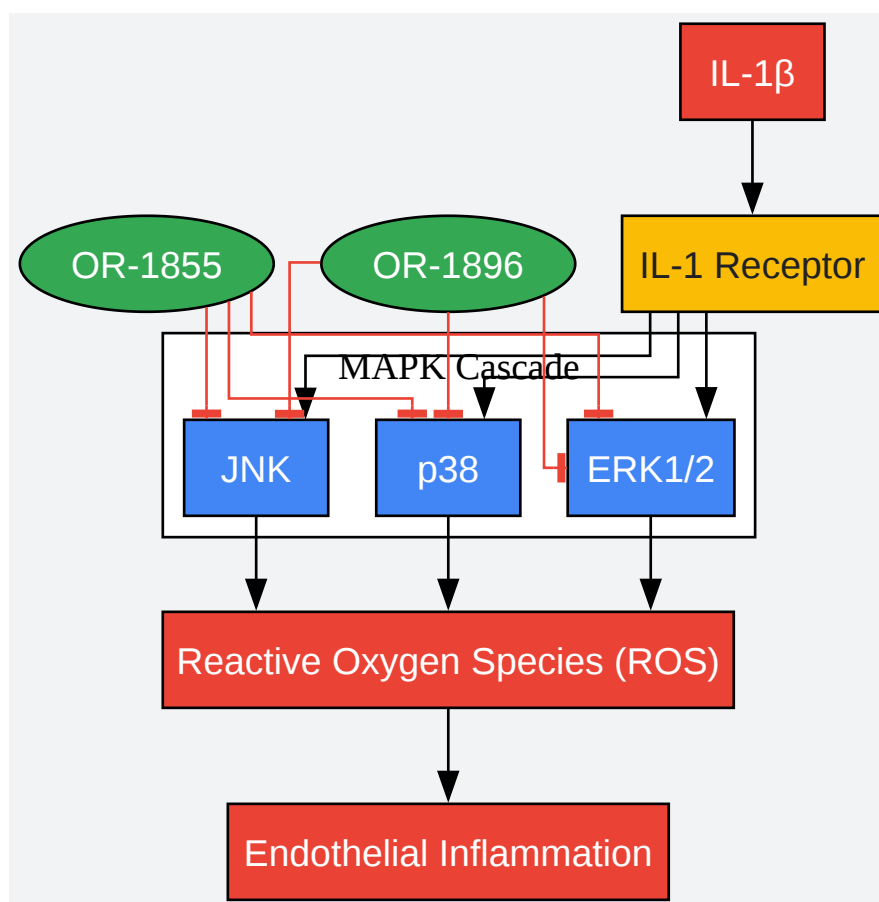 IL-1β
OR-1855
OR-1896
IL-1 Receptor
MAPK Cascade
JNK
p38
ERK1/2
Reactive Oxygen Species (ROS)
Endothelial Inflammation